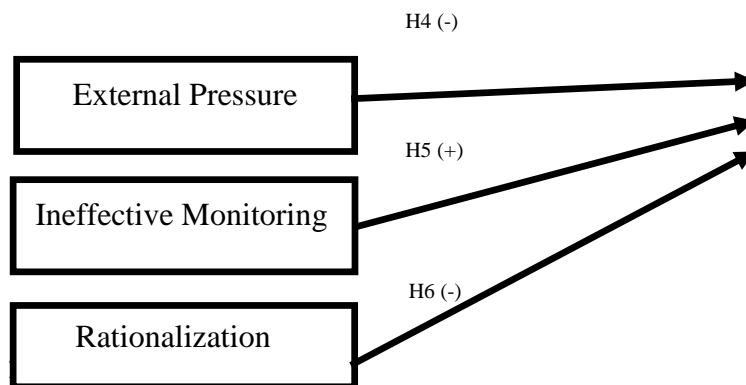 H4 (-)
External Pressure
H5 (+)
Ineffective Monitoring
H6 (-)
Rationalization